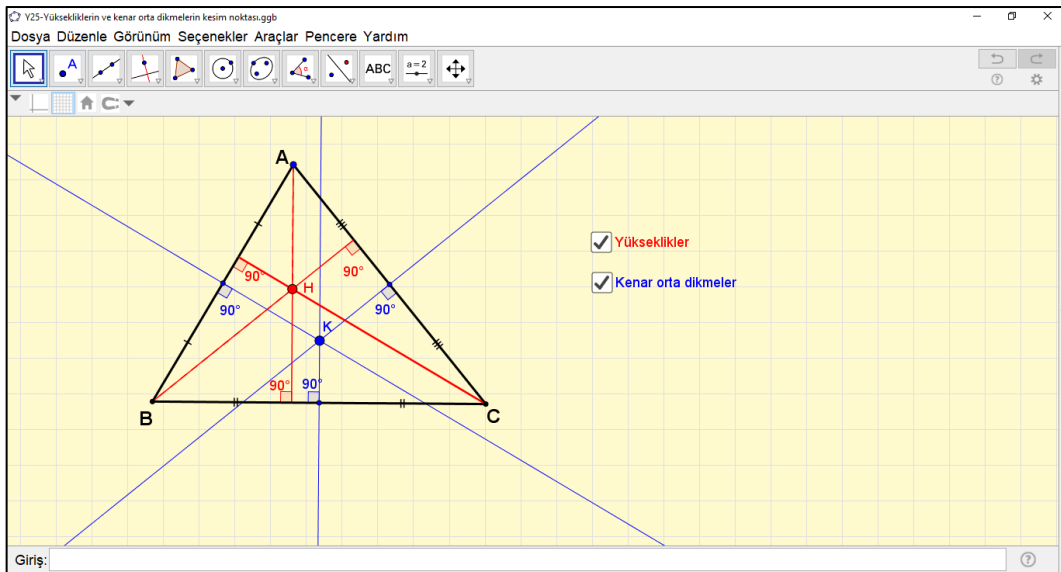 Y25-Yüksekliklerin ve kenar orta dikmelerin kesim noktası.ggb
Dosya Düzenle Görünüm Seçenekler Araçlar Pencere Yardım
A ABC a = 2
A
Yükseklikler
90° 90°
H
Kenar orta dikmeler
90° 90°
K
90° 90°
B C
Giriş: